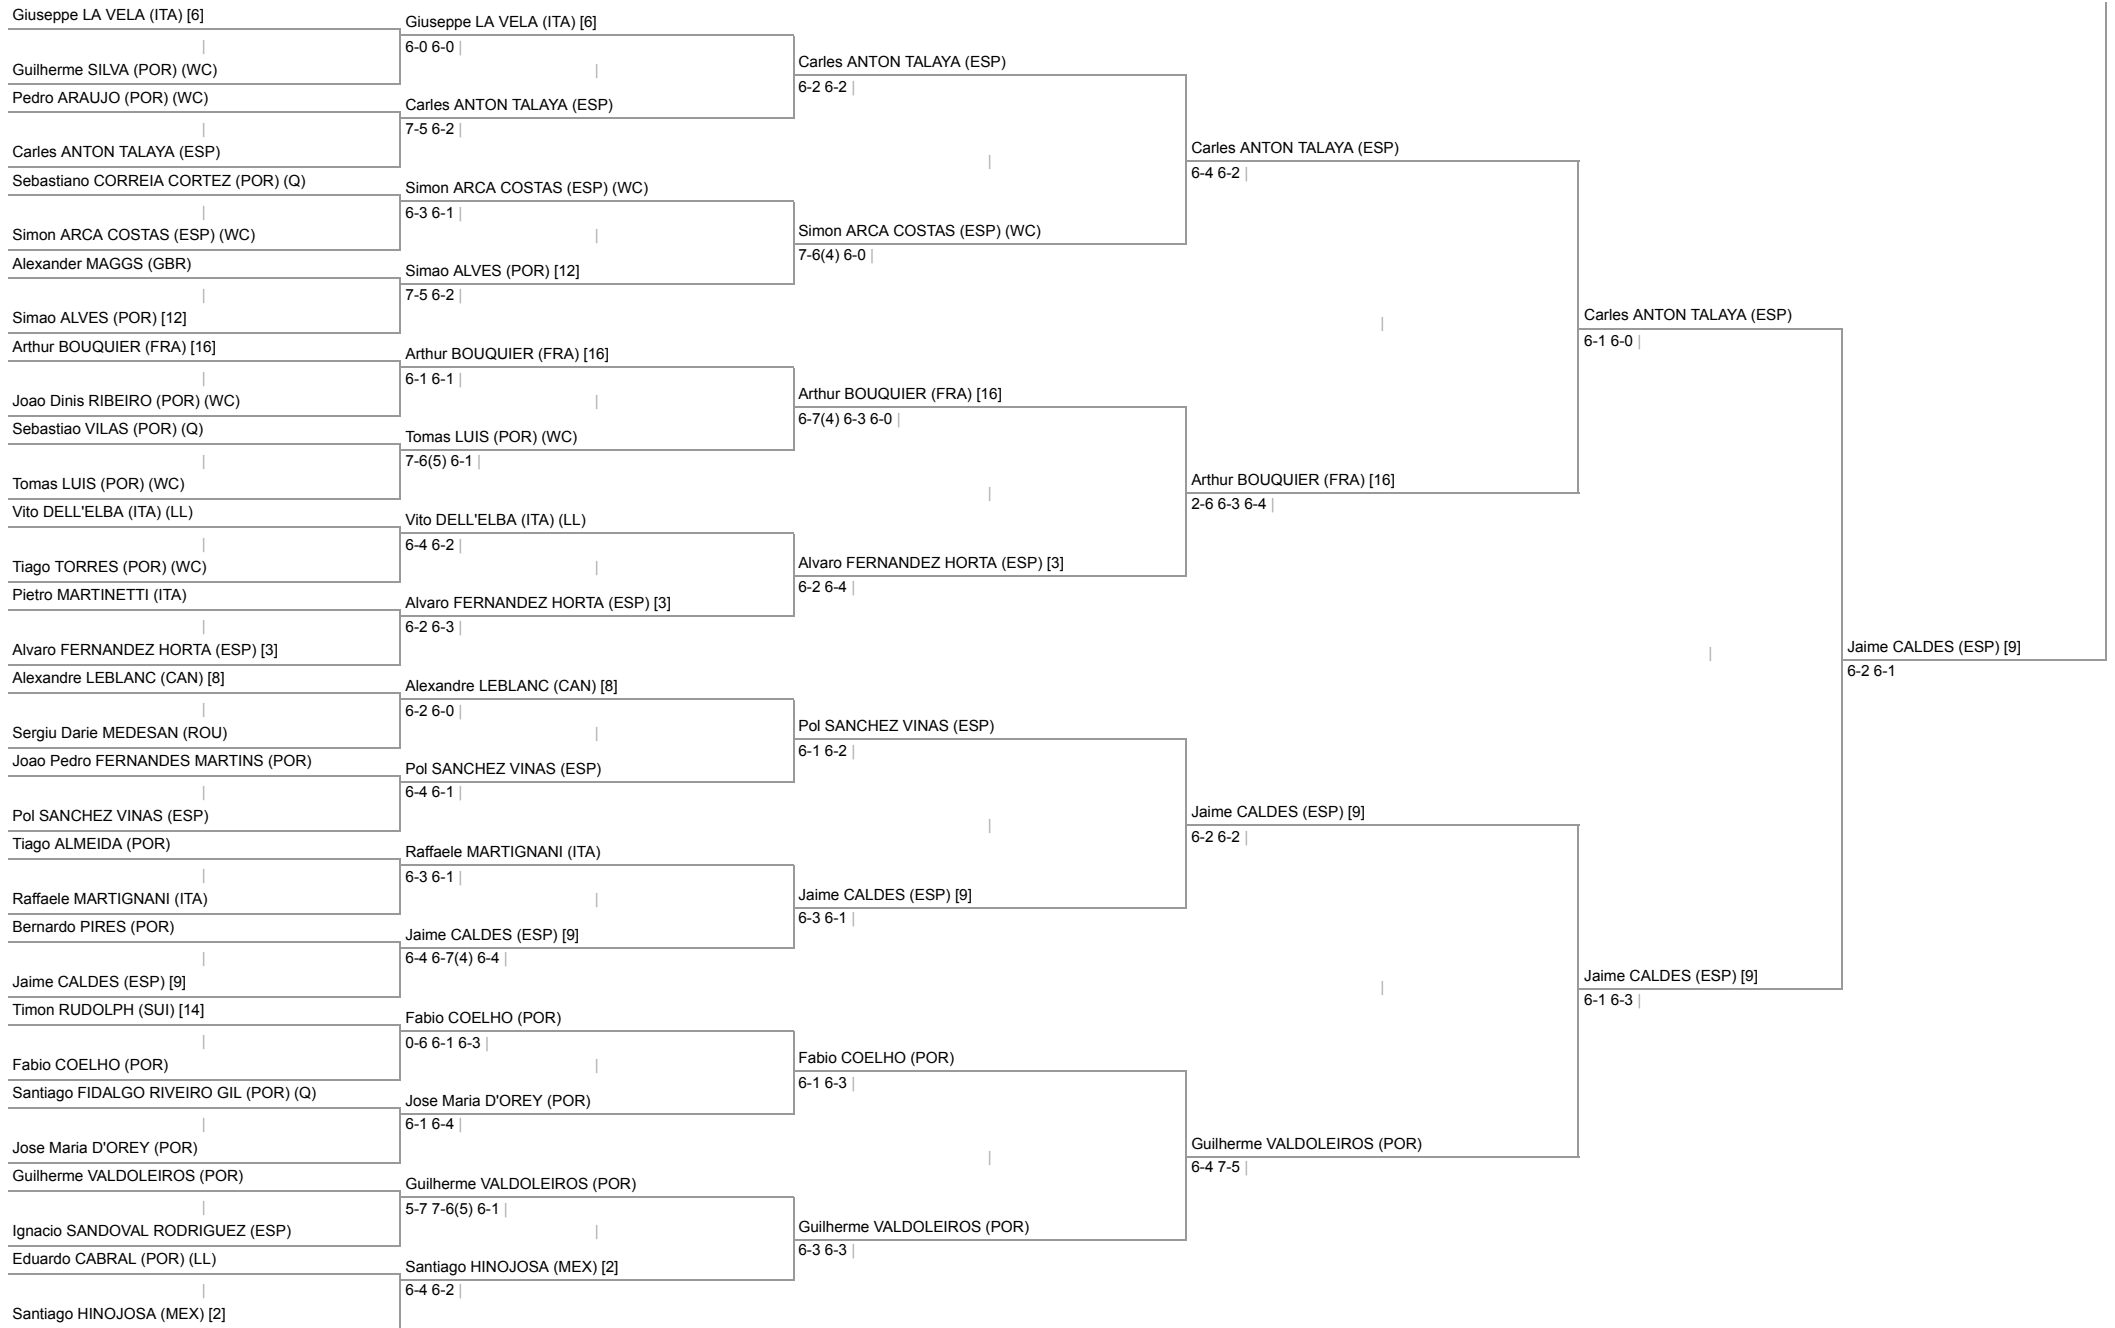 Giuseppe LA VELA (ITA) [6]
Guilherme SILVA (POR) (WC)
Pedro ARAUJO (POR) (WC)
Carles ANTON TALAYA (ESP)
Sebastiano CORREIA CORTEZ (POR) (Q)
Simon ARCA COSTAS (ESP) (WC)
Alexander MAGGS (GBR)
Simao ALVES (POR) [12]
Arthur BOUQUIER (FRA) [16]
Joao Dinis RIBEIRO (POR) (WC)
Sebastiao VILAS (POR) (Q)
Tomas LUIS (POR) (WC)
Vito DELL'ELBA (ITA) (LL)
Tiago TORRES (POR) (WC)
Pietro MARTINETTI (ITA)
Alvaro FERNANDEZ HORTA (ESP) [3]
Alexandre LEBLANC (CAN) [8]
Sergiu Darie MEDESAN (ROU)
Joao Pedro FERNANDES MARTINS (POR)
Pol SANCHEZ VINAS (ESP)
Tiago ALMEIDA (POR)
Raffaele MARTIGNANI (ITA)
Bernardo PIRES (POR)
Jaime CALDES (ESP) [9]
Timon RUDOLPH (SUI) [14]
Fabio COELHO (POR)
Santiago FIDALGO RIVEIRO GIL (POR) (Q)
Jose Maria D'OREY (POR)
Guilherme VALDOLEIROS (POR)
Ignacio SANDOVAL RODRIGUEZ (ESP)
Eduardo CABRAL (POR) (LL)
Santiago HINOJOSA (MEX) [2]
Giuseppe LA VELA (ITA) [6]
6-0 6-0
Carles ANTON TALAYA (ESP)
7-5 6-2
Simon ARCA COSTAS (ESP) (WC)
6-3 6-1
Simao ALVES (POR) [12]
7-5 6-2
Arthur BOUQUIER (FRA) [16]
6-1 6-1
Tomas LUIS (POR) (WC)
7-6(5) 6-1
Vito DELL'ELBA (ITA) (LL)
6-4 6-2
Alvaro FERNANDEZ HORTA (ESP) [3]
6-2 6-3
Alexandre LEBLANC (CAN) [8]
6-2 6-0
Pol SANCHEZ VINAS (ESP)
6-4 6-1
Raffaele MARTIGNANI (ITA)
6-3 6-1
Jaime CALDES (ESP) [9]
6-4 6-7(4) 6-4
Fabio COELHO (POR)
0-6 6-1 6-3
Jose Maria D'OREY (POR)
6-1 6-4
Guilherme VALDOLEIROS (POR)
5-7 7-6(5) 6-1
Santiago HINOJOSA (MEX) [2]
6-4 6-2
Carles ANTON TALAYA (ESP)
6-2 6-2
Simon ARCA COSTAS (ESP) (WC)
7-6(4) 6-0
Arthur BOUQUIER (FRA) [16]
6-7(4) 6-3 6-0
Alvaro FERNANDEZ HORTA (ESP) [3]
6-2 6-4
Pol SANCHEZ VINAS (ESP)
6-1 6-2
Jaime CALDES (ESP) [9]
6-3 6-1
Fabio COELHO (POR)
6-1 6-3
Guilherme VALDOLEIROS (POR)
6-3 6-3
Carles ANTON TALAYA (ESP)
6-4 6-2
Arthur BOUQUIER (FRA) [16]
2-6 6-3 6-4
Jaime CALDES (ESP) [9]
6-2 6-2
Guilherme VALDOLEIROS (POR)
6-4 7-5
Carles ANTON TALAYA (ESP)
6-1 6-0
Jaime CALDES (ESP) [9]
6-1 6-3
Jaime CALDES (ESP) [9]
6-2 6-1